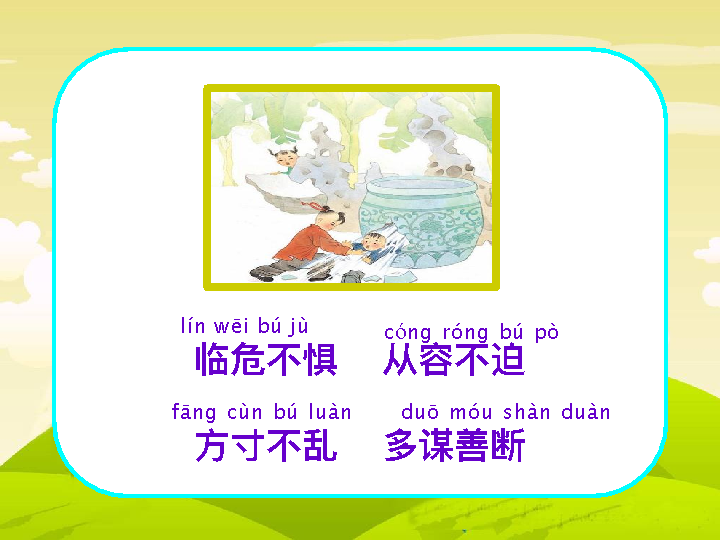 lín wēi bú jù
cóng róng bú pò
临危不惧
从容不迫
fāng cùn bú luàn
duō móu shàn duàn
方寸不乱
多谋善断